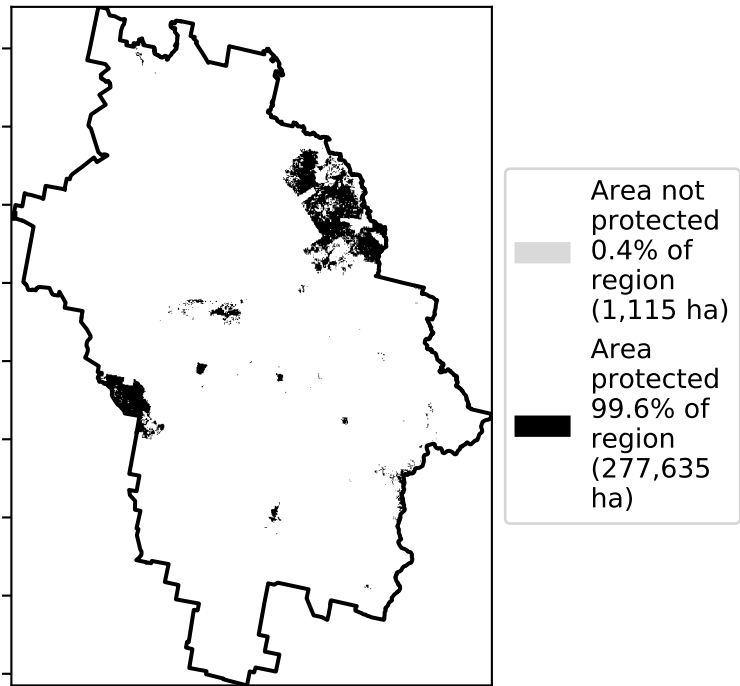 Area not
protected
0.4% of
region
(1,115 ha)
Area
protected
99.6% of
region
(277,635
ha)